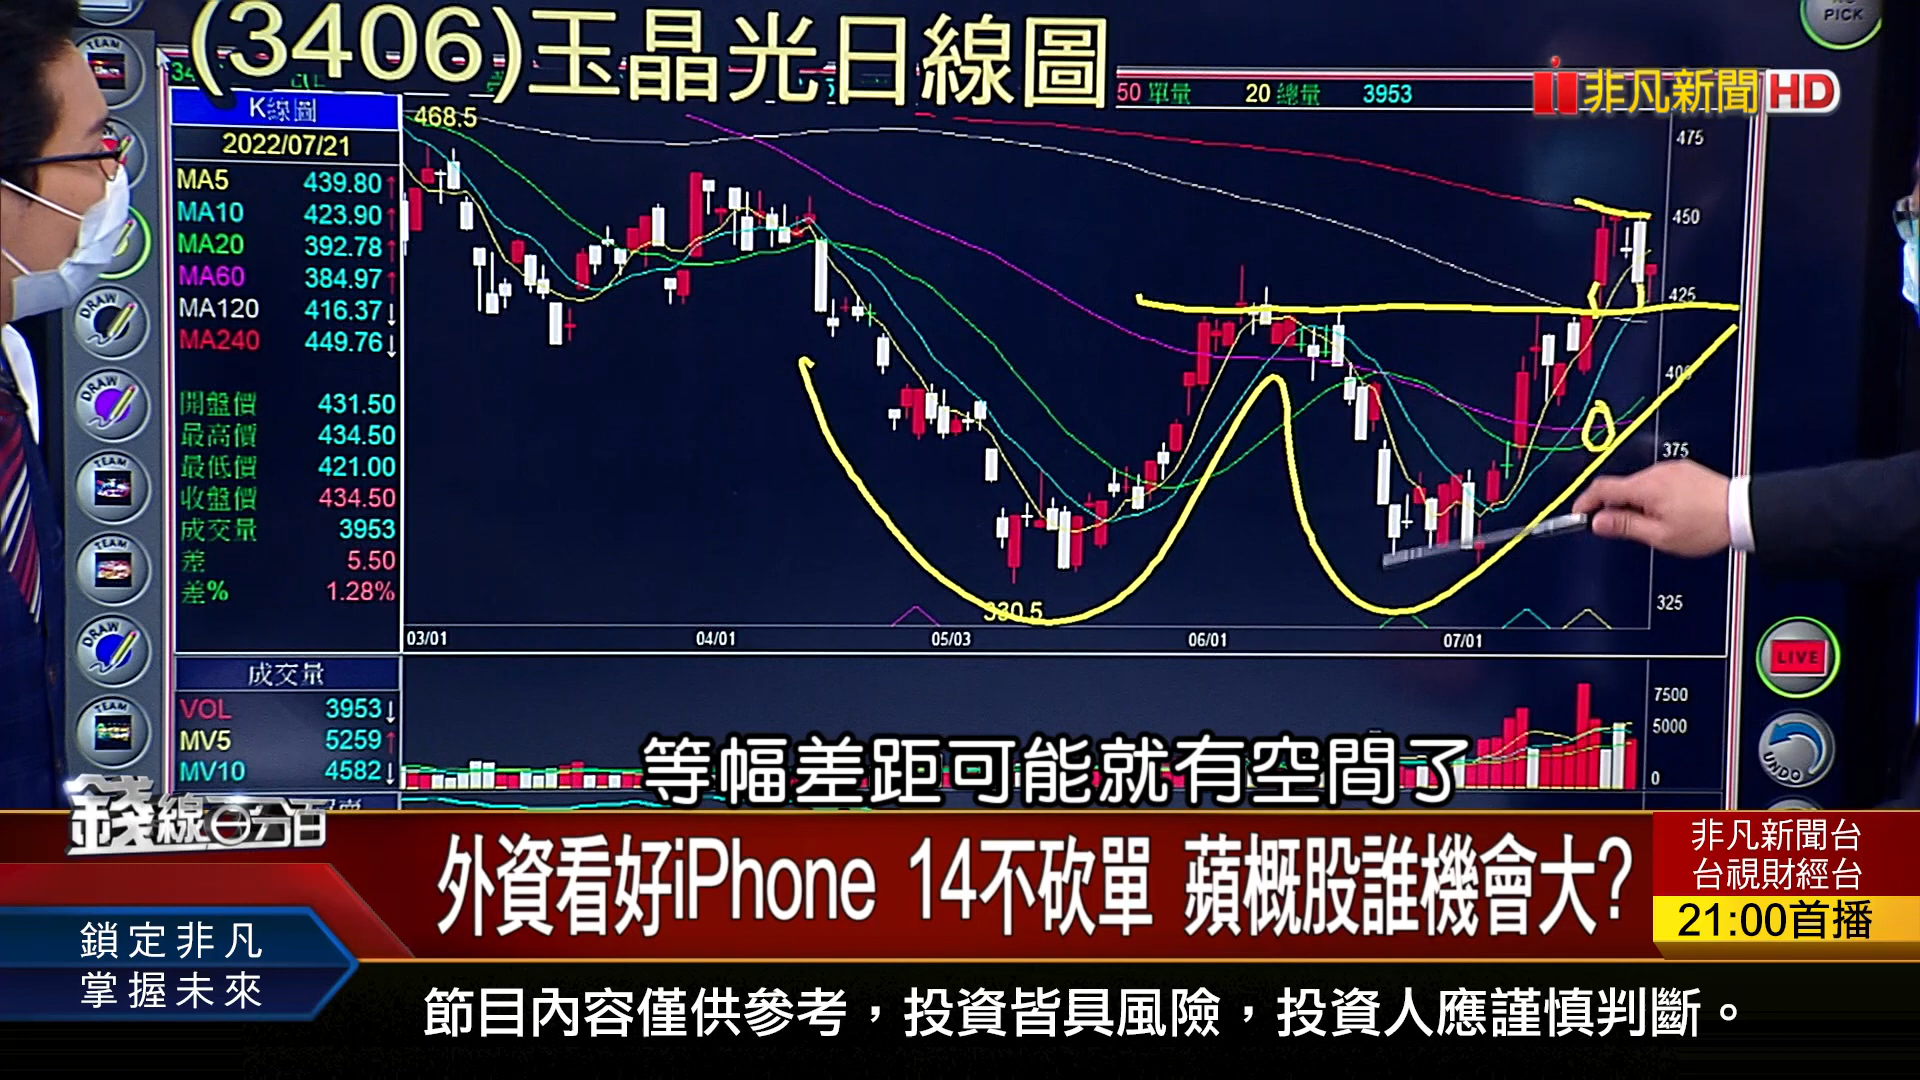 (3406)玉晶光日線圖
PICK
非凡新聞HD
50 單量 20 總量 3953
K線圖
2022/07/21
MA5 439.80↑
MA10 423.90↑
MA20 392.78↑
MA60 384.97↑
MA120 416.37↓
MA240 449.76↓
開盤價 431.50
最高價 434.50
最低價 421.00
收盤價 434.50
成交量 3953
差 5.50
差% 1.28%
468.5
475
450
425
400
375
325
330.5
03/01 04/01 05/03 06/01 07/01
成交量
VOL 3953↓
MV5 5259↑
MV10 4582↓
7500
5000
0
TEAM
DRAW
DRAW
TEAM
TEAM
DRAW
TEAM
LIVE
UNDO
等幅差距可能就有空間了
錢線百分百
外資看好iPhone 14不砍單 蘋概股誰機會大?
非凡新聞台
台視財經台
21:00首播
鎖定非凡
掌握未來
節目內容僅供參考，投資皆具風險，投資人應謹慎判斷。